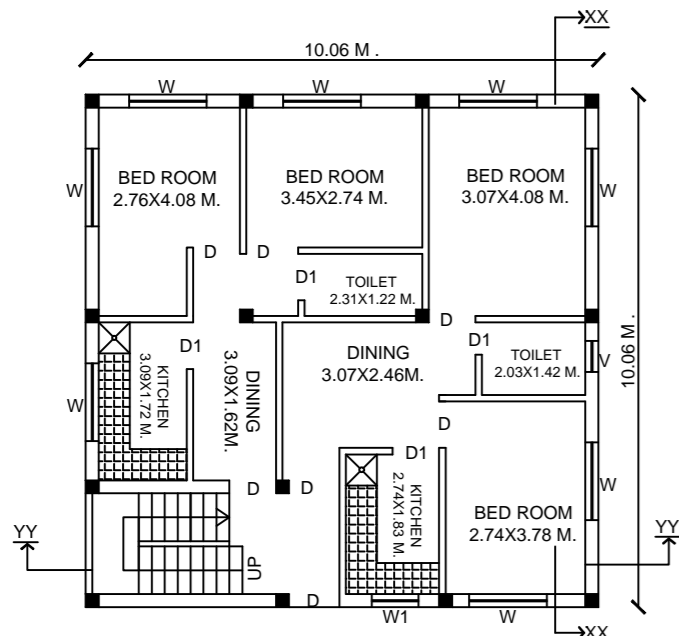 XX
10.06 M .
W
W
W
BED ROOM
2.76X4.08 M.
BED ROOM
3.45X2.74 M.
BED ROOM
3.07X4.08 M.
W
W
D
D
D1
TOILET
2.31X1.22 M.
D
D1
TOILET
2.03X1.42 M.
V
10.06 M .
D1
KITCHEN
3.09X1.72 M.
DINING
3.09X1.62M.
DINING
3.07X2.46M.
W
D
D1
KITCHEN
2.74X1.83 M.
BED ROOM
2.74X3.78 M.
W
D
D
YY
YY
UP
D
W1
W
XX